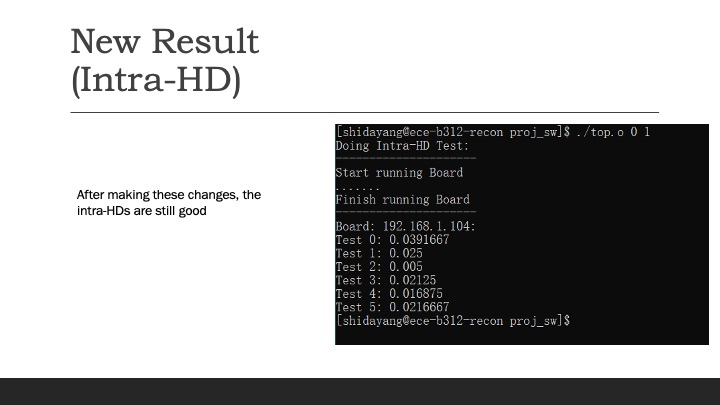 New Result
(Intra-HD)
After making these changes, the
intra-HDs are still good
[shidayang@ece-b312-recon proj_sw]$ ./top.o 0 1
Doing Intra-HD Test:
---------------------
Start running Board
.......
Finish running Board
---------------------
Board: 192.168.1.104:
Test 0: 0.0391667
Test 1: 0.025
Test 2: 0.005
Test 3: 0.02125
Test 4: 0.016875
Test 5: 0.0216667
[shidayang@ece-b312-recon proj_sw]$